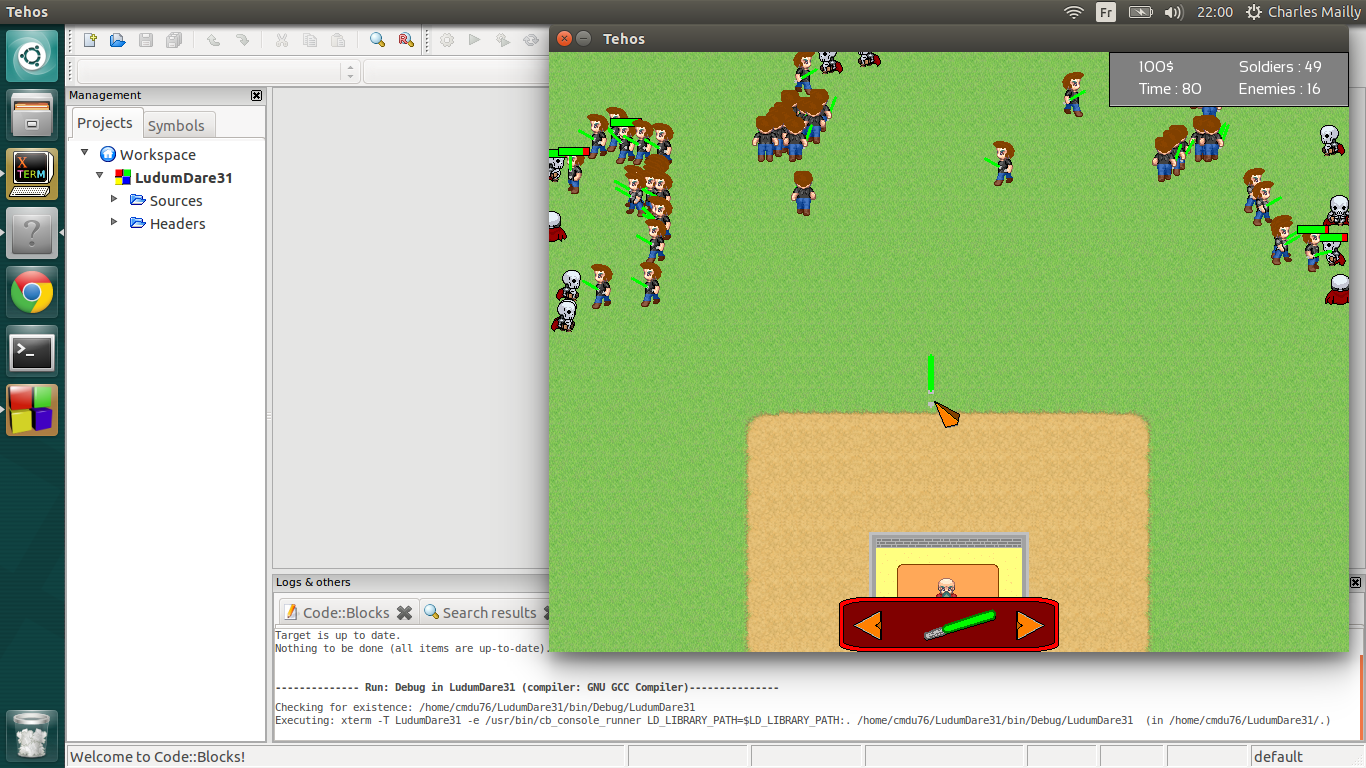 Tehos
Fr
22:00
Charles Mailly
Tehos
100$
Soldiers : 49
Time : 80
Enemies : 16
Management
Projects
Symbols
Workspace
LudumDare31
Sources
Headers
X
TERM
?
>_
Logs & others
Code::Blocks
Search results
Target is up to date.
Nothing to be done (all items are up-to-date).
-------------- Run: Debug in LudumDare31 (compiler: GNU GCC Compiler)---------------
Checking for existence: /home/cmdu76/LudumDare31/bin/Debug/LudumDare31
Executing: xterm -T LudumDare31 -e /usr/bin/cb_console_runner LD_LIBRARY_PATH=$LD_LIBRARY_PATH:. /home/cmdu76/LudumDare31/bin/Debug/LudumDare31  (in /home/cmdu76/LudumDare31/.)
Welcome to Code::Blocks!
default